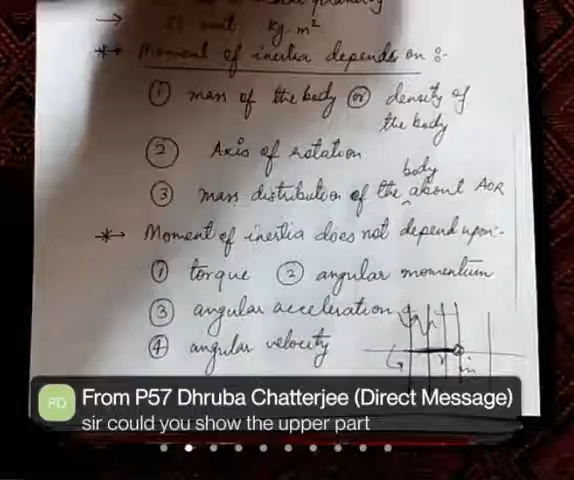 quantity
→ SI unit kg-m²
* Moment of inertia depends on :-
① mass of the body or density of the body
② Axis of rotation
③ mass distribution of the body about AOR
* Moment of inertia does not depend upon:-
① torque ② angular momentum
③ angular acceleration
④ angular velocity
r m
PD
From P57 Dhruba Chatterjee (Direct Message)
sir could you show the upper part